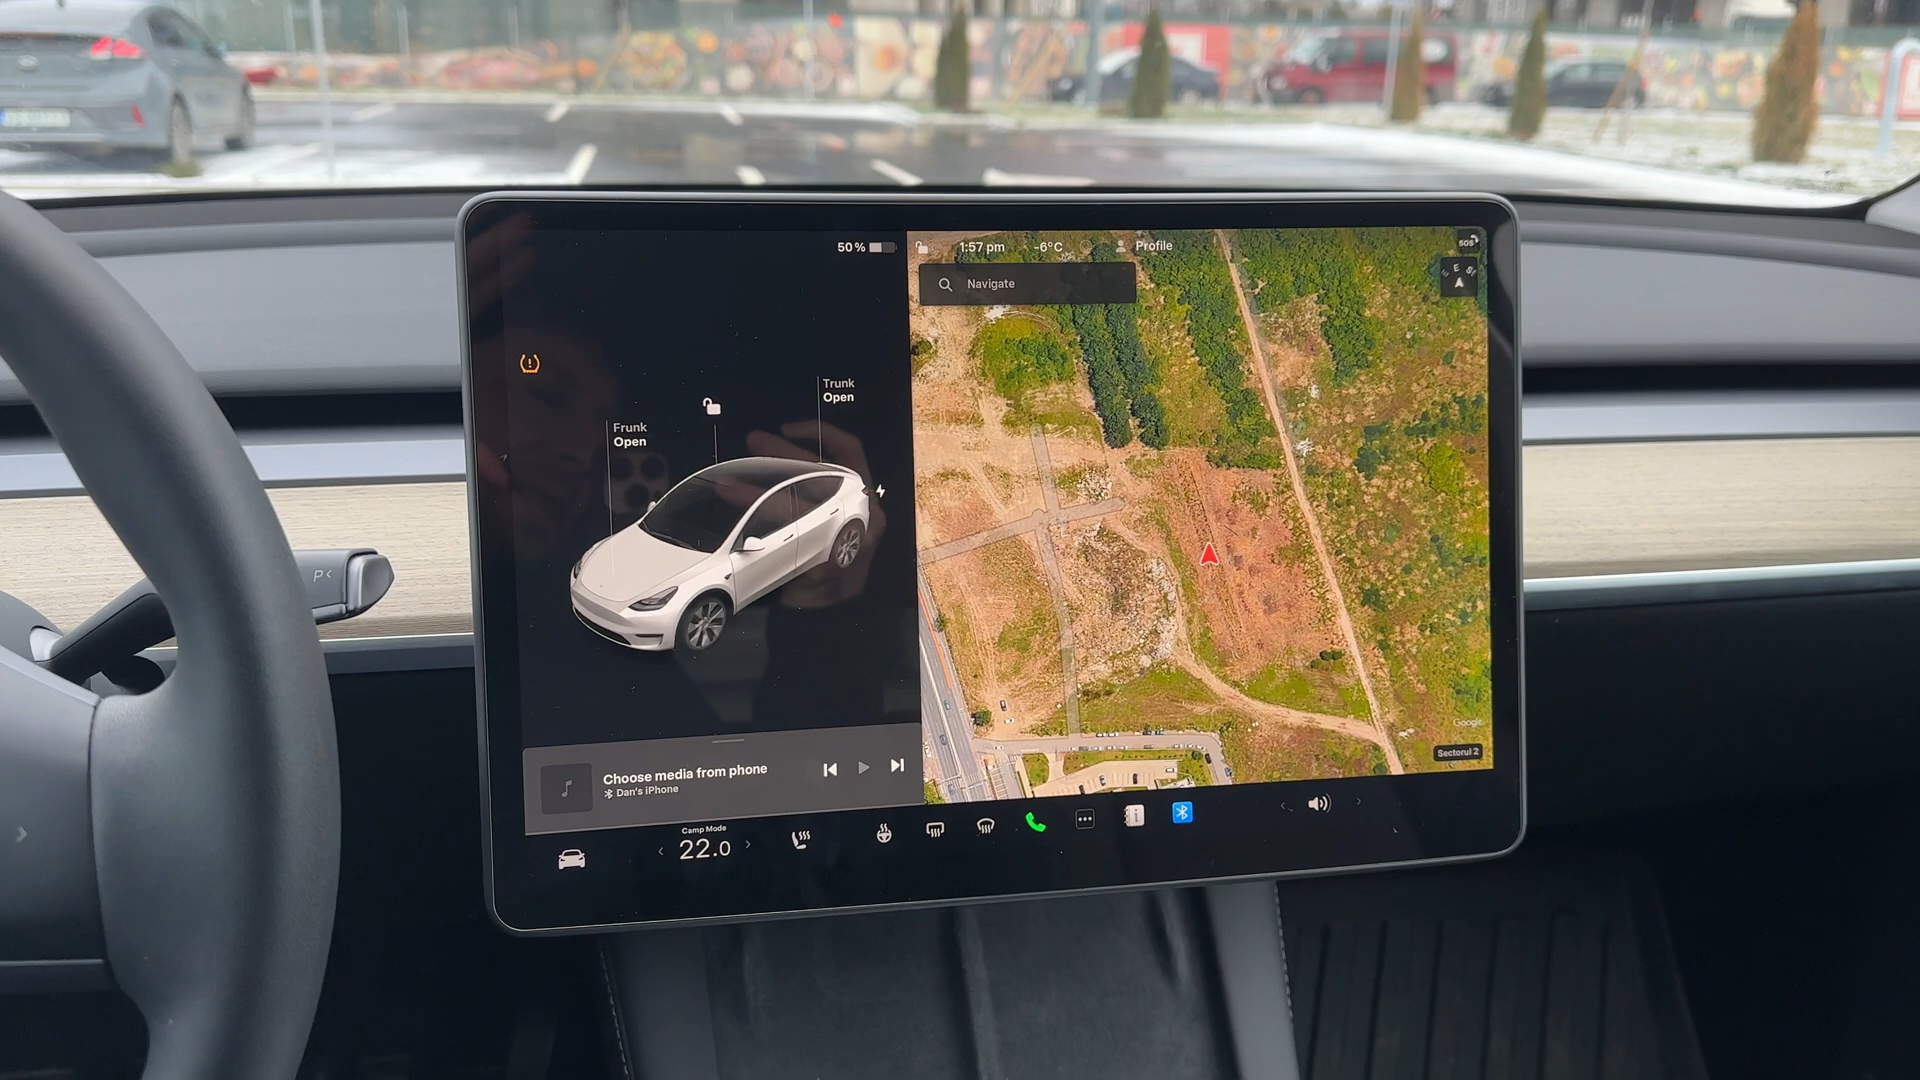 50 %
1:57 pm
-6°C
Profile
SOS
Navigate
E
Trunk
Open
Frunk
Open
P<
Google
Sectorul 2
Choose media from phone
Dan's iPhone
Camp Mode
22.0